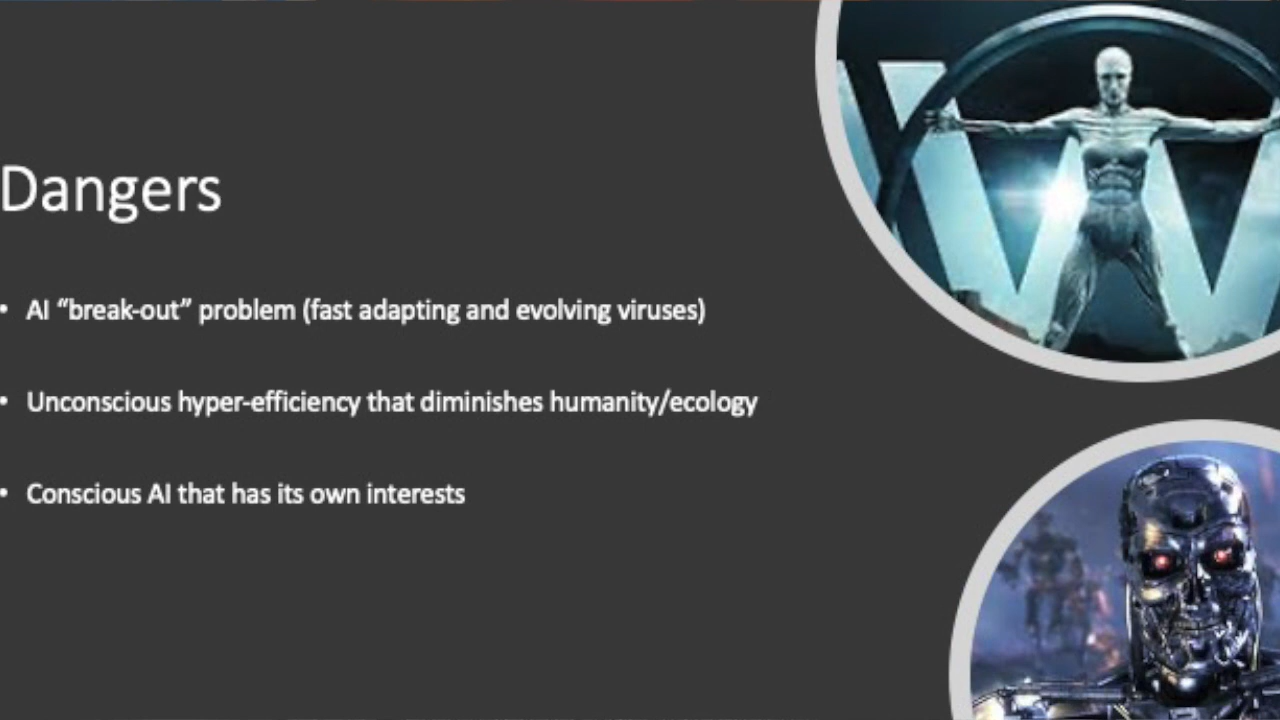 Dangers
• AI “break-out” problem (fast adapting and evolving viruses)
• Unconscious hyper-efficiency that diminishes humanity/ecology
• Conscious AI that has its own interests